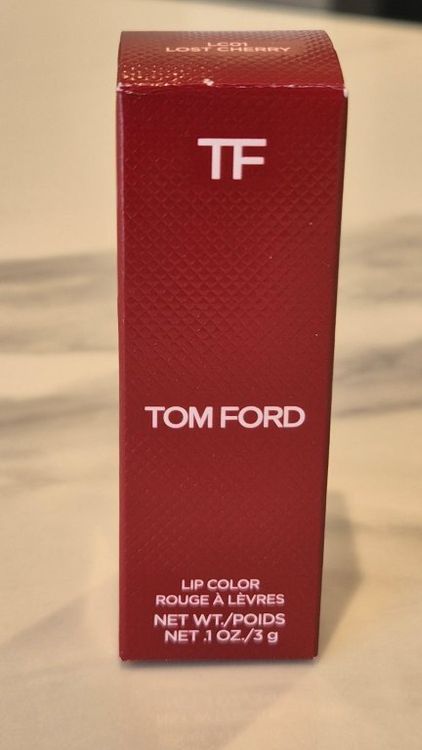 LC01
LOST CHERRY
TF
TOM FORD
LIP COLOR
ROUGE À LÈVRES
NET WT./POIDS
NET .1 OZ./3 g